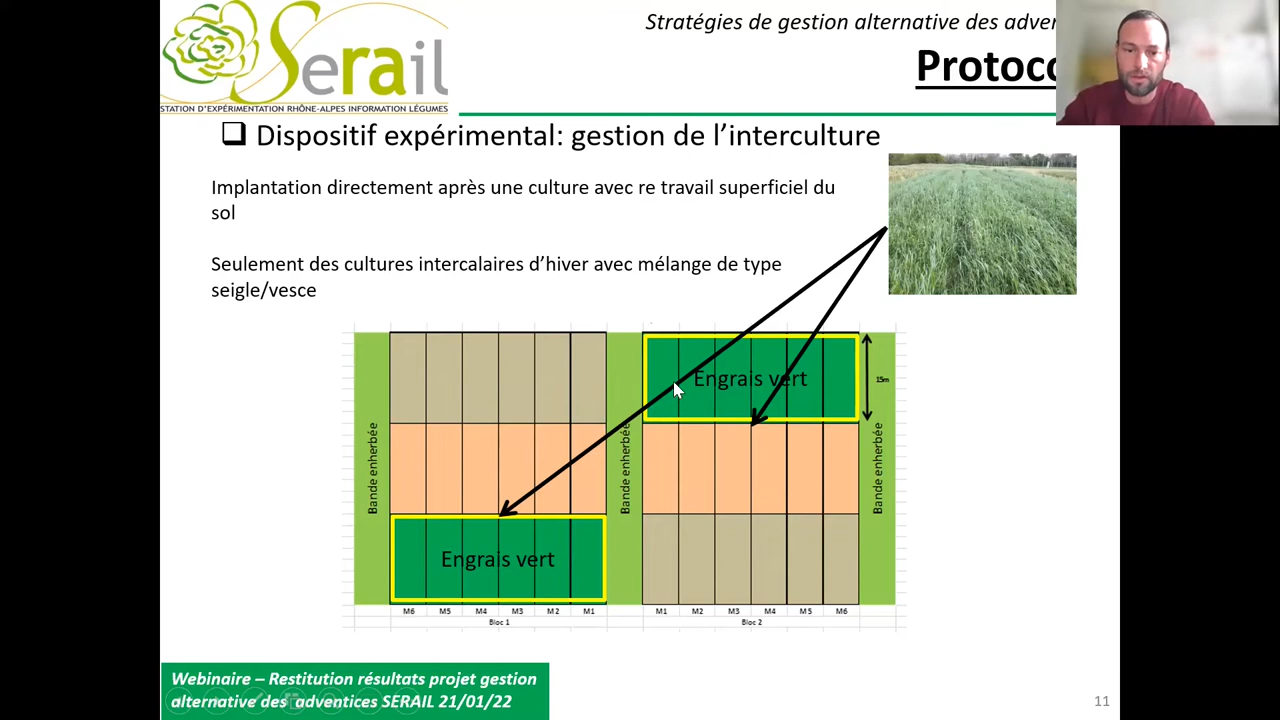 Serail
STATION D'EXPÉRIMENTATION RHÔNE-ALPES INFORMATION LÉGUMES
Stratégies de gestion alternative des adven
Protoco
Dispositif expérimental: gestion de l'interculture
Implantation directement après une culture avec re travail superficiel du
sol
Seulement des cultures intercalaires d'hiver avec mélange de type
seigle/vesce
Engrais vert
15m
Bande enherbée
Bande enherbée
Bande enherbée
Engrais vert
M6 M5 M4 M3 M2 M1 M1 M2 M3 M4 M5 M6
Bloc 1 Bloc 2
Webinaire – Restitution résultats projet gestion
alternative des adventices SERAIL 21/01/22
11